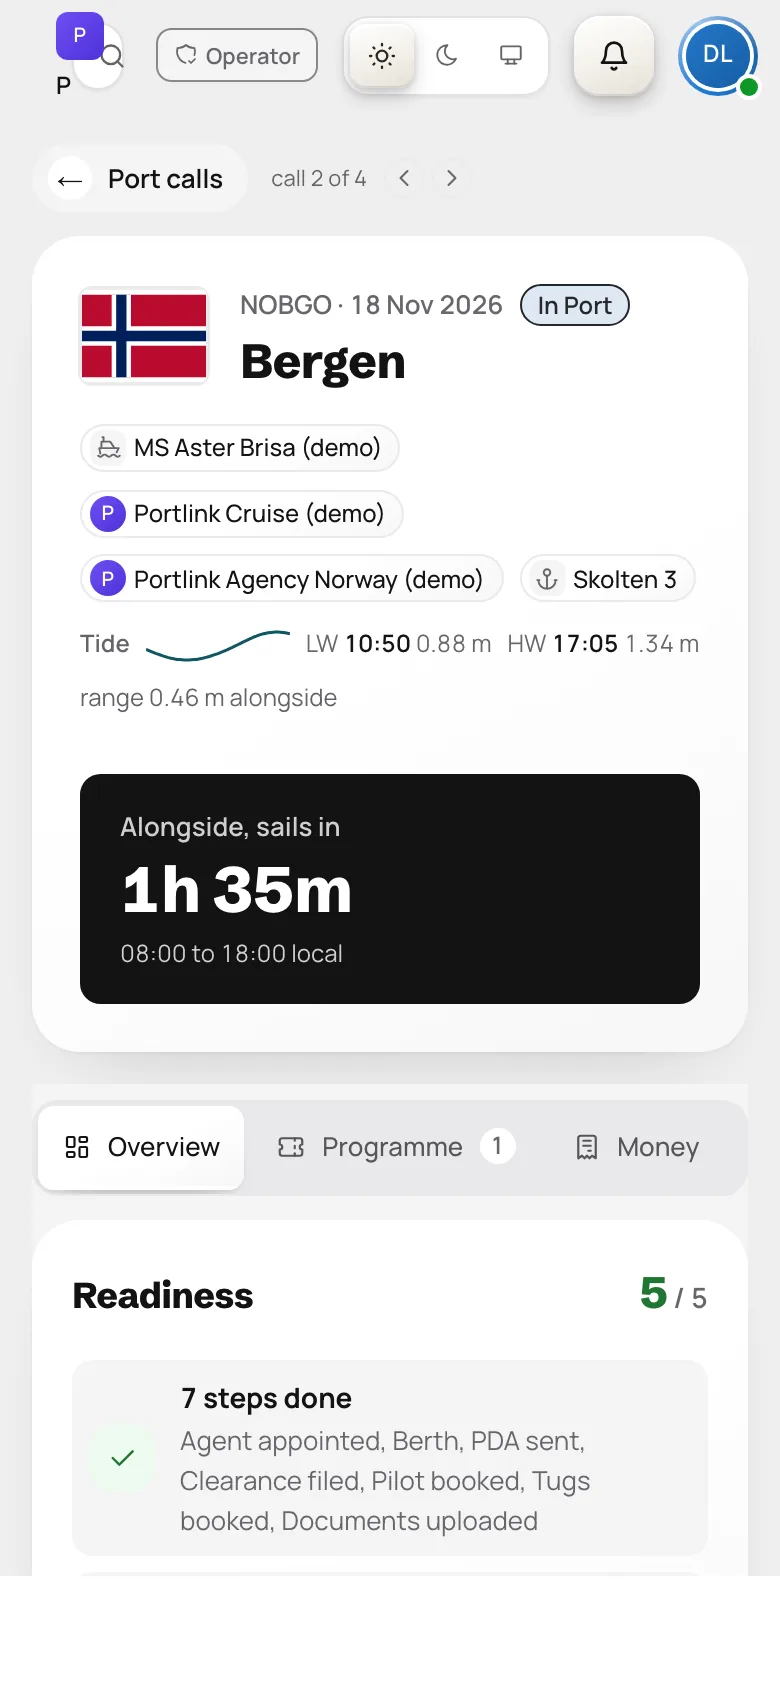 P
P
Operator
DL
← Port calls
call 2 of 4
NOBGO · 18 Nov 2026
In Port
Bergen
MS Aster Brisa (demo)
P Portlink Cruise (demo)
P Portlink Agency Norway (demo)
Skolten 3
Tide LW 10:50 0.88 m HW 17:05 1.34 m
range 0.46 m alongside
Alongside, sails in
1h 35m
08:00 to 18:00 local
Overview
Programme 1
Money
Readiness
5 / 5
7 steps done
Agent appointed, Berth, PDA sent,
Clearance filed, Pilot booked, Tugs
booked, Documents uploaded